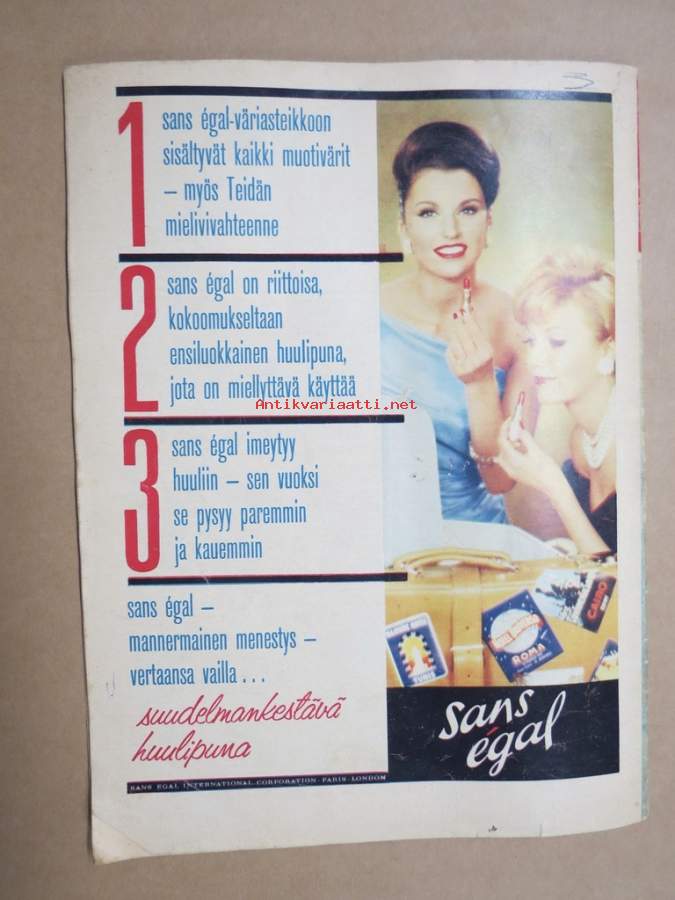 1
sans égal-väriasteikkoon
sisältyvät kaikki muotivärit
– myös Teidän
mielivivahteenne
2
sans égal on riittoisa,
kokoomukseltaan
ensiluokkainen huulipuna,
jota on miellyttävä käyttää
Antikvariaatti.net
3
sans égal imeytyy
huuliin – sen vuoksi
se pysyy paremmin
ja kauemmin
sans égal –
mannermainen menestys –
vertaansa vailla...
suudelmankestävä
huulipuna
CAIRO
ROMA
TUNIS
sans
égal
SANS EGAL INTERNATIONAL CORPORATION · PARIS · LONDON